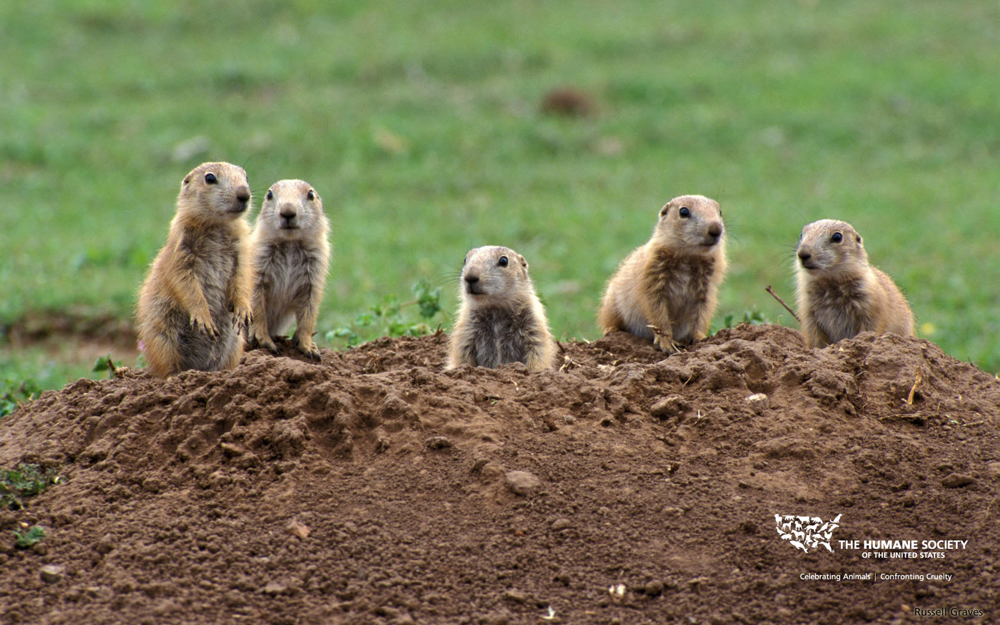 THE HUMANE SOCIETY
OF THE UNITED STATES
Celebrating Animals | Confronting Cruelty
Russell Graves